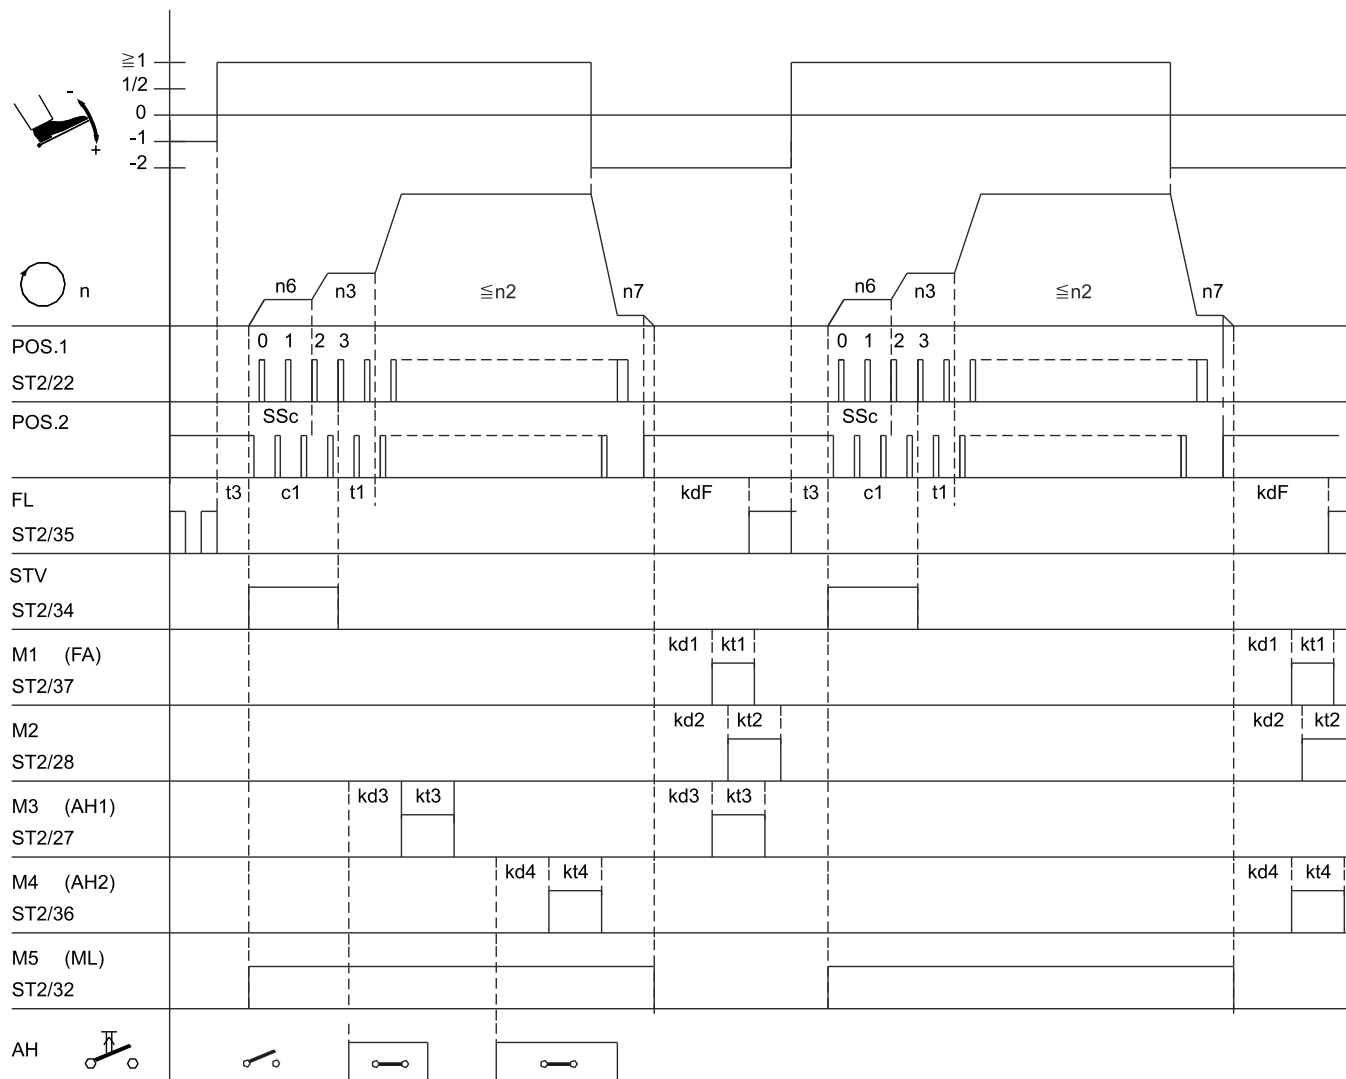 ≧1
1/2
0
-1
-2
-
+
n
n6
n3
≦n2
n7
n6
n3
≦n2
n7
POS.1
0 1 2 3
0 1 2 3
ST2/22
POS.2
SSc
SSc
FL
t3
c1
t1
kdF
t3
c1
t1
kdF
ST2/35
STV
ST2/34
M1 (FA)
kd1
kt1
kd1
kt1
ST2/37
M2
kd2
kt2
kd2
kt2
ST2/28
M3 (AH1)
kd3
kt3
kd3
kt3
ST2/27
M4 (AH2)
kd4
kt4
kd4
kt4
ST2/36
M5 (ML)
ST2/32
AH